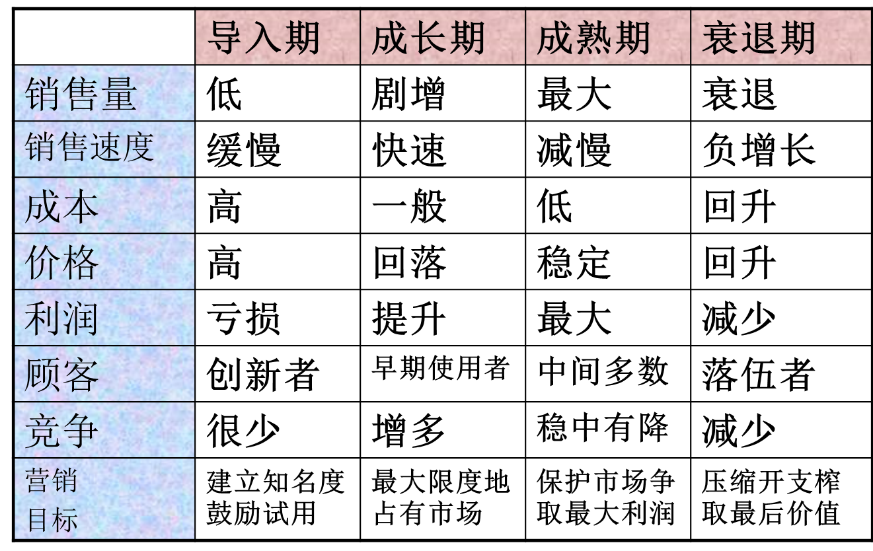 导入期 成长期 成熟期 衰退期
销售量 低 剧增 最大 衰退
销售速度 缓慢 快速 减慢 负增长
成本 高 一般 低 回升
价格 高 回落 稳定 回升
利润 亏损 提升 最大 减少
顾客 创新者 早期使用者 中间多数 落伍者
竞争 很少 增多 稳中有降 减少
营销 建立知名度 最大限度地 保护市场争 压缩开支榨
目标 鼓励试用 占有市场 取最大利润 取最后价值